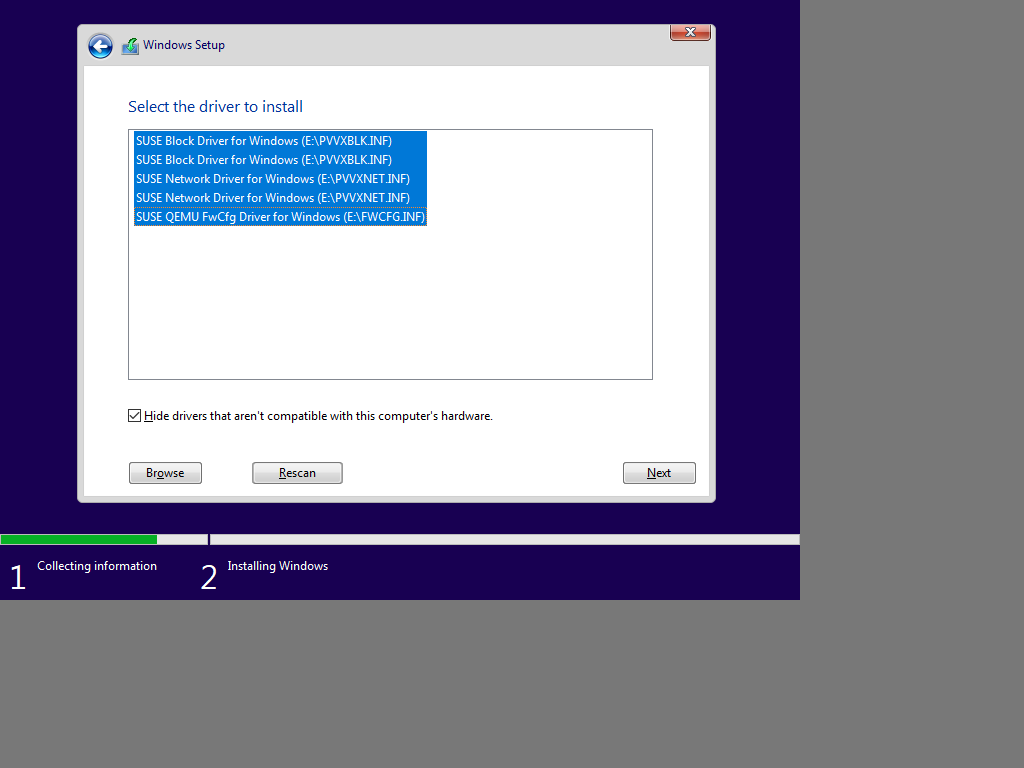 Windows Setup
Select the driver to install
SUSE Block Driver for Windows (E:\PVVXBLK.INF)
SUSE Block Driver for Windows (E:\PVVXBLK.INF)
SUSE Network Driver for Windows (E:\PVVXNET.INF)
SUSE Network Driver for Windows (E:\PVVXNET.INF)
SUSE QEMU FwCfg Driver for Windows (E:\FWCFG.INF)
Hide drivers that aren't compatible with this computer's hardware.
Browse
Rescan
Next
1 Collecting information
2 Installing Windows